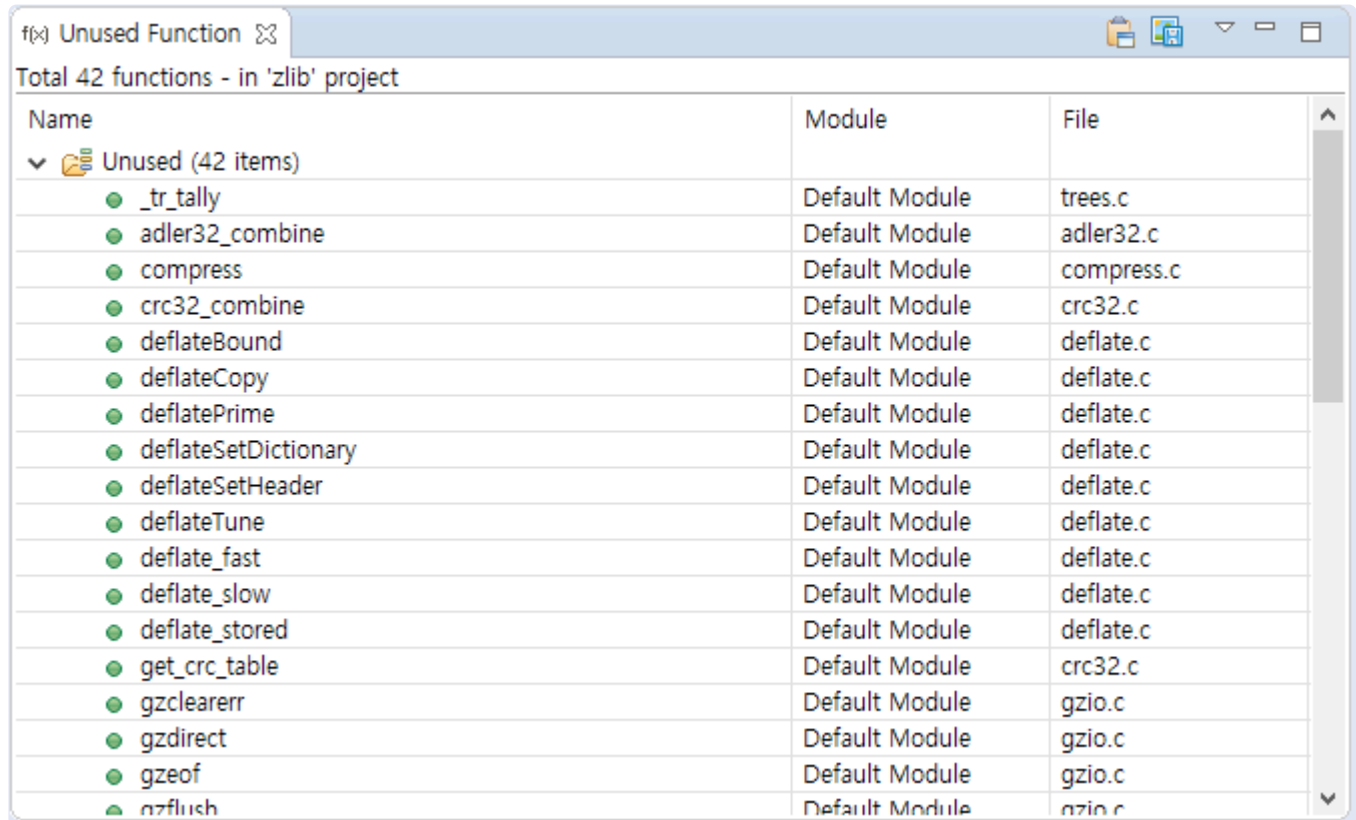 f(x) Unused Function
Total 42 functions - in 'zlib' project
Name Module File
Unused (42 items)
_tr_tally Default Module trees.c
adler32_combine Default Module adler32.c
compress Default Module compress.c
crc32_combine Default Module crc32.c
deflateBound Default Module deflate.c
deflateCopy Default Module deflate.c
deflatePrime Default Module deflate.c
deflateSetDictionary Default Module deflate.c
deflateSetHeader Default Module deflate.c
deflateTune Default Module deflate.c
deflate_fast Default Module deflate.c
deflate_slow Default Module deflate.c
deflate_stored Default Module deflate.c
get_crc_table Default Module crc32.c
gzclearerr Default Module gzio.c
gzdirect Default Module gzio.c
gzeof Default Module gzio.c
gzflush Default Module gzio.c